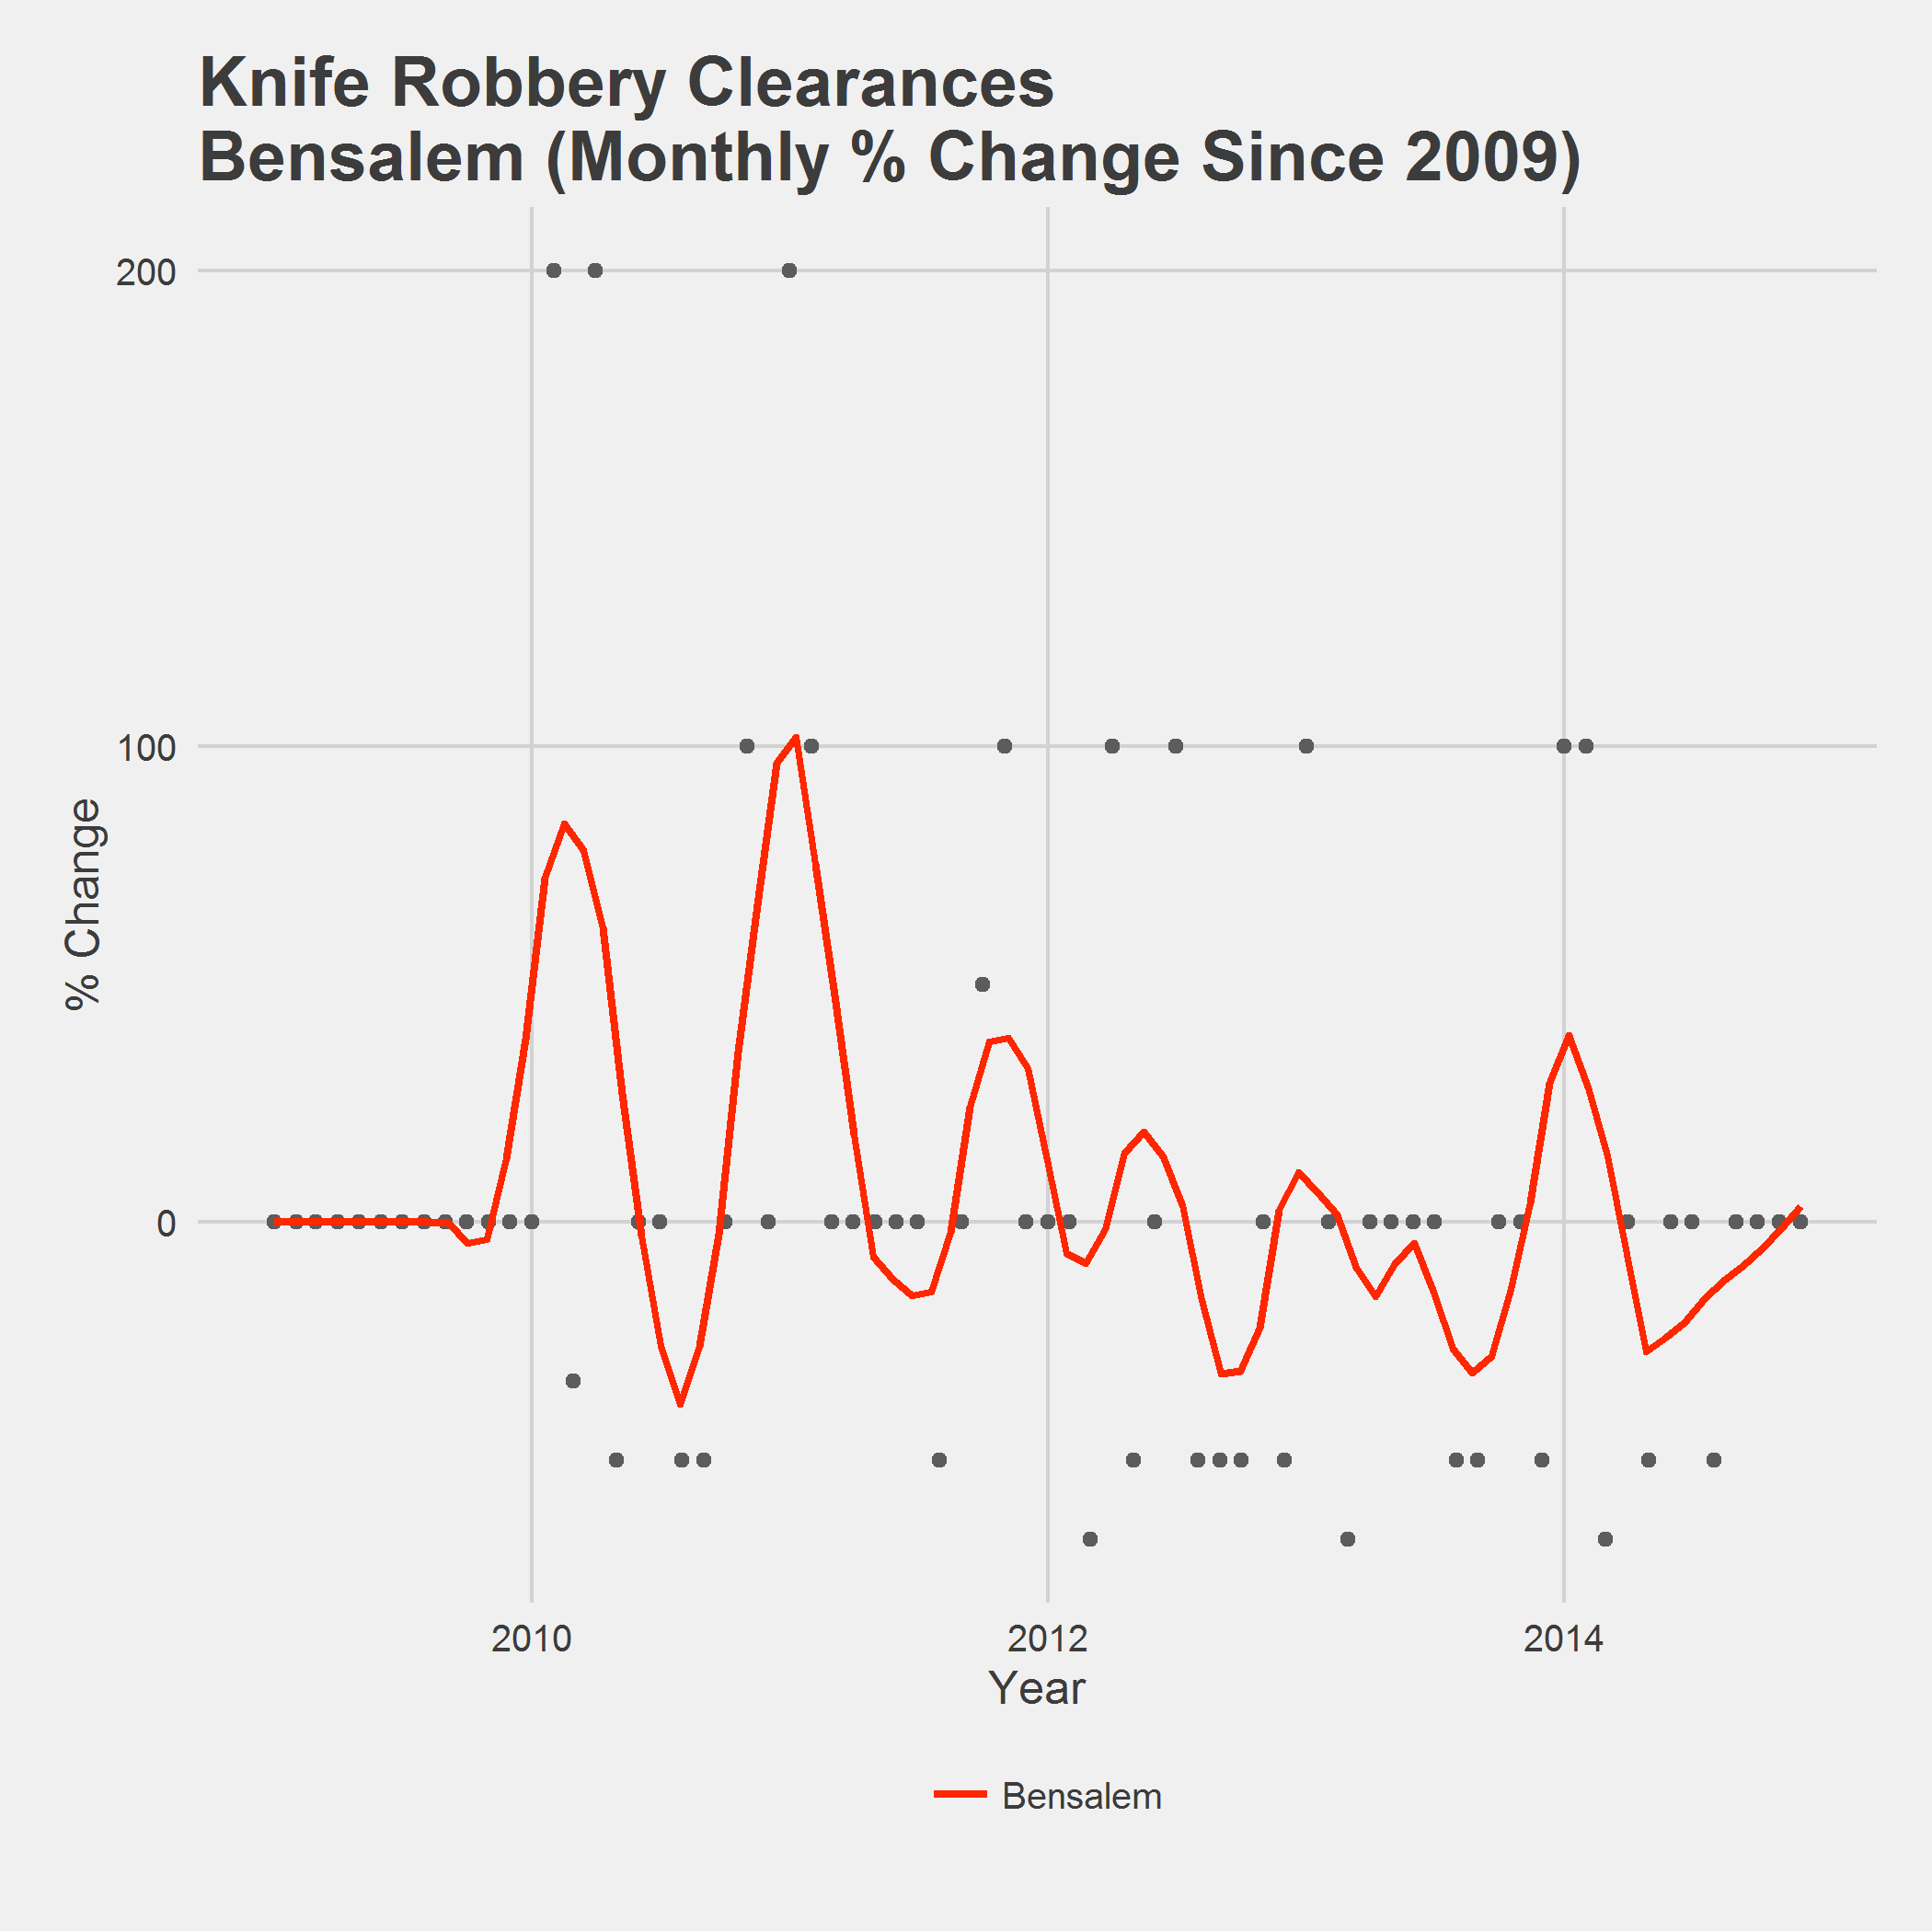 Knife Robbery Clearances
Bensalem (Monthly % Change Since 2009)
200
100
0
% Change
2010 2012 2014
Year
Bensalem